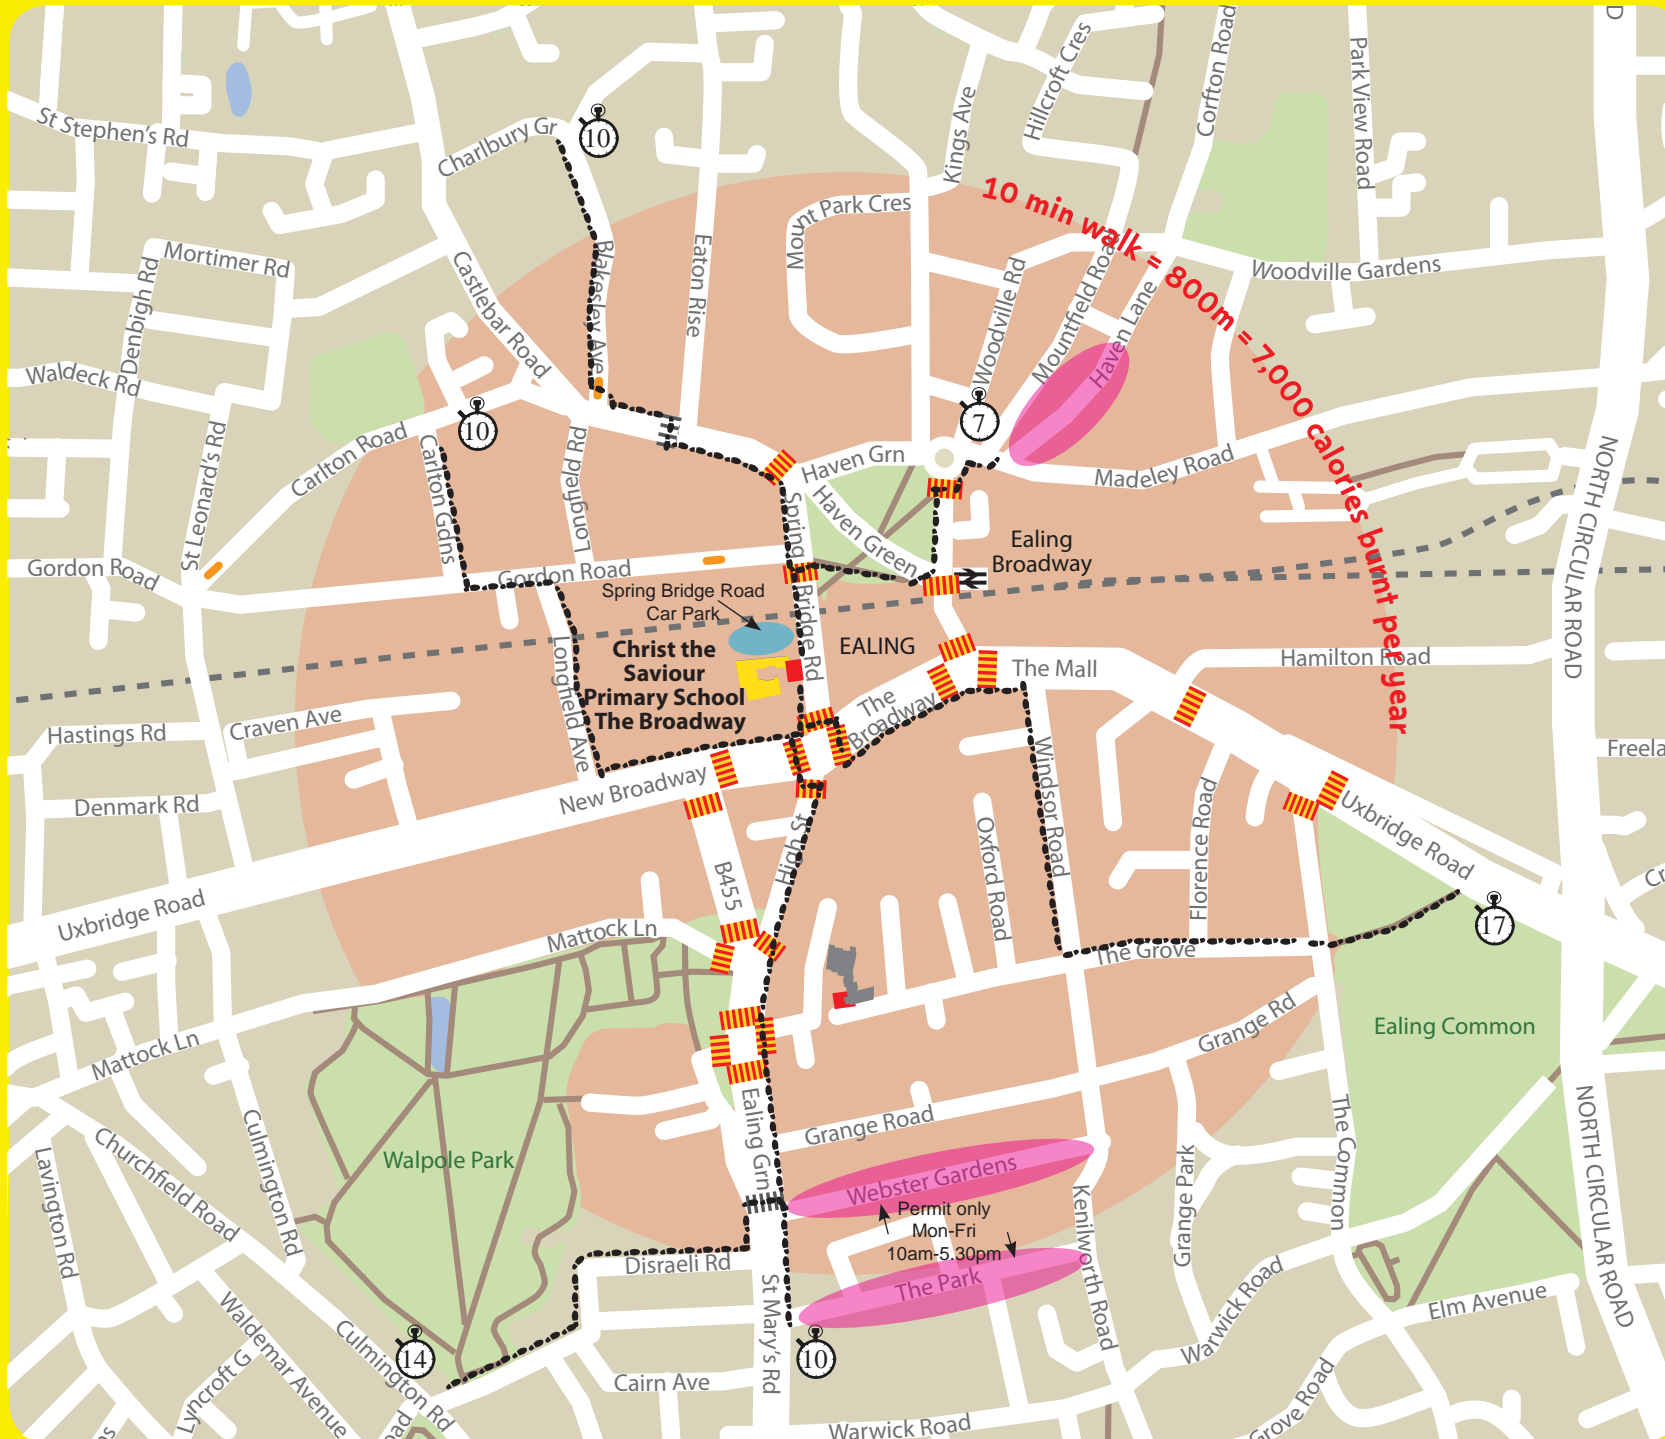 St Stephen's Rd
Charlbury Gr
10
Kings Ave
Hillcroft Cres
Corfton Road
Park View Road
D
Mortimer Rd
Denbigh Rd
Castlebar Road
Blakesley Ave
Eaton Rise
Mount Park Cres
10 min walk = 800m = 7,000 calories burnt per year
Woodville Rd
Mountfield Road
Haven Lane
Woodville Gardens
Waldeck Rd
St Leonard's Rd
Carlton Road
10
Carlton Gdns
Longfield Rd
7
Haven Grn
Haven Green
Madeley Road
NORTH CIRCULAR ROAD
Gordon Road
Gordon Road
Spring Bridge Rd
Spring Bridge Road
Car Park
Ealing
Broadway
EALING
Christ the
Saviour
Primary School
The Broadway
Longfield Ave
The Mall
Hamilton Road
The
Broadway
Hastings Rd
Craven Ave
Denmark Rd
New Broadway
Windsor Road
Oxford Road
Florence Road
Uxbridge Road
Freela
Uxbridge Road
B455
High St
Mattock Ln
The Grove
17
Cr
Mattock Ln
Grange Rd
Ealing Common
Ealing Grn
Grange Road
Walpole Park
Churchfield Road
Culmington Rd
Lavington Rd
Webster Gardens
Permit only
Mon-Fri
10am-5.30pm
The Park
Kenilworth Road
Grange Park
The Common
NORTH CIRCULAR ROAD
Disraeli Rd
St Mary's Rd
Warwick Road
Elm Avenue
Waldemar Avenue
Culmington Rd
14
10
Lyncroft G
Cairn Ave
Warwick Road
Grove Road
oad
es